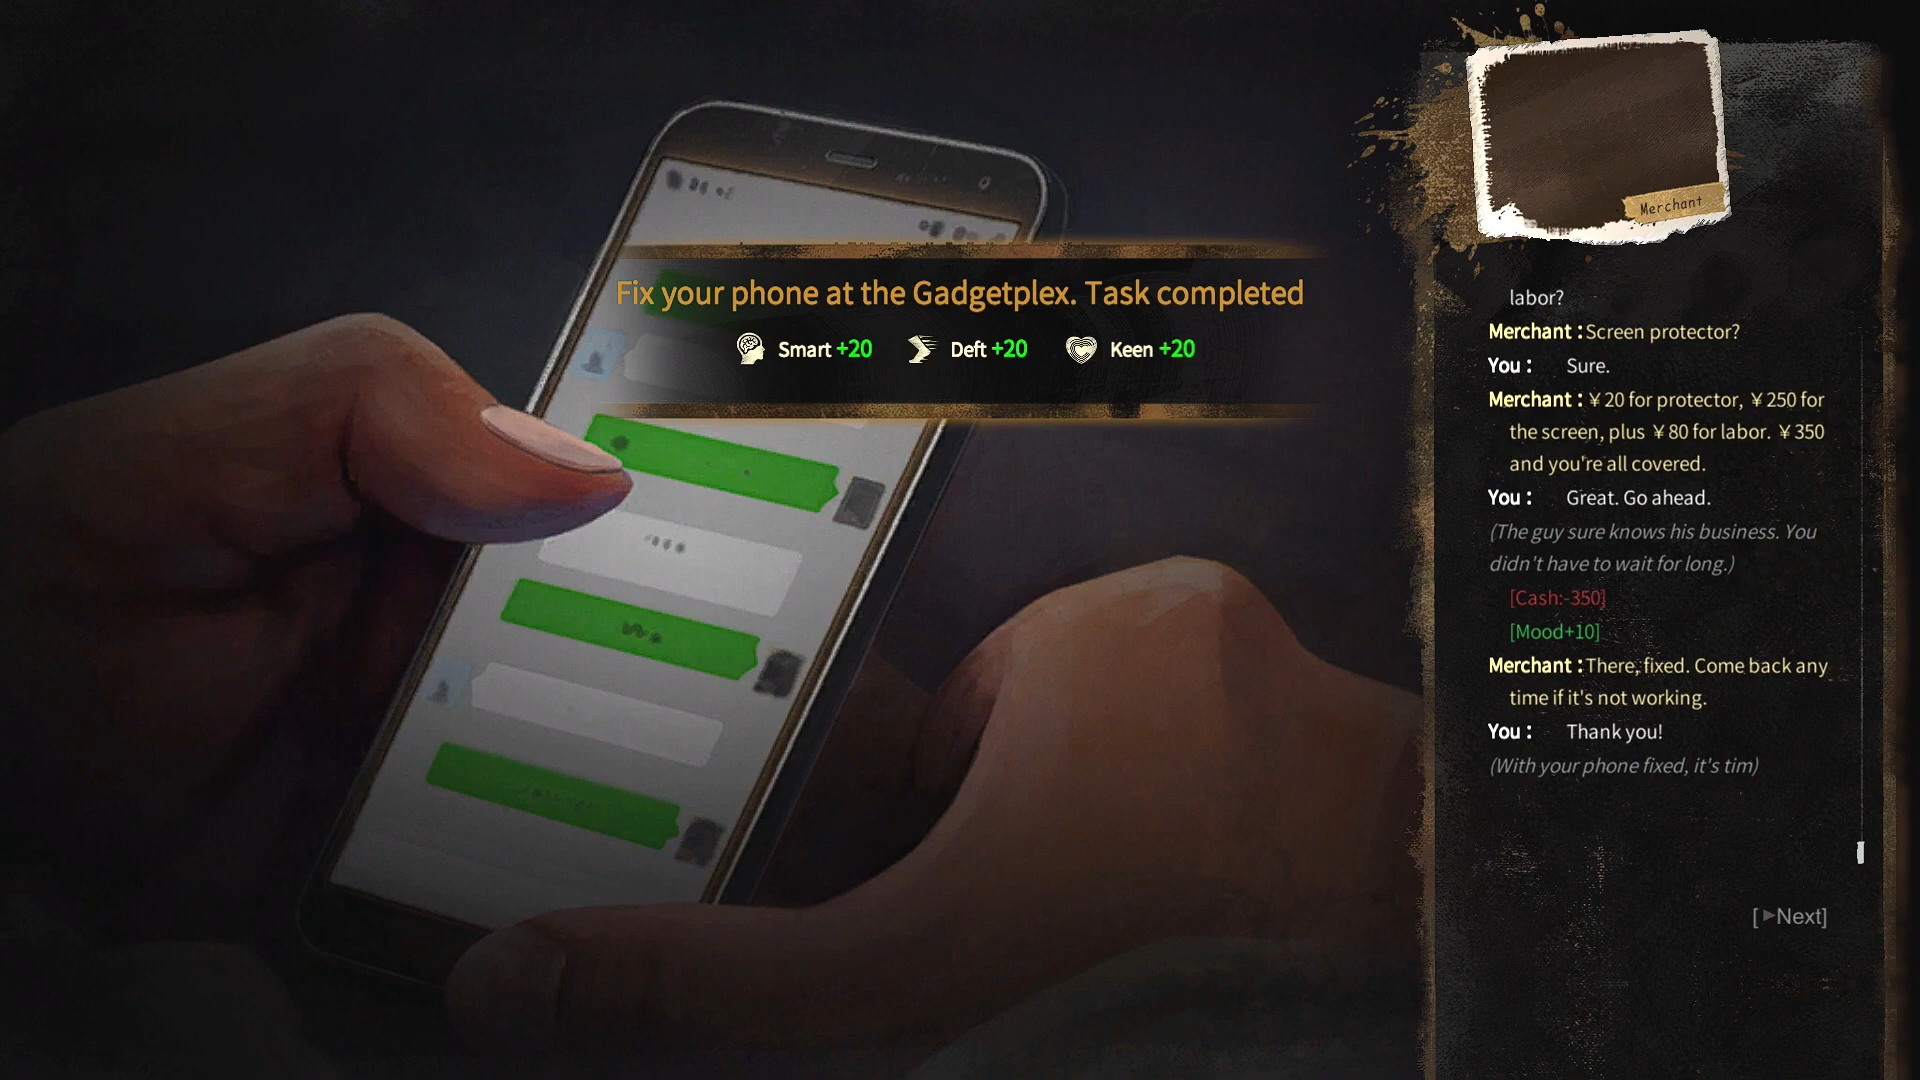 Fix your phone at the Gadgetplex. Task completed
Smart +20 Deft +20 Keen +20
Merchant
labor?
Merchant : Screen protector?
You : Sure.
Merchant : ¥20 for protector, ¥250 for
the screen, plus ¥80 for labor. ¥350
and you're all covered.
You : Great. Go ahead.
(The guy sure knows his business. You
didn't have to wait for long.)
[Cash:-350]
[Mood+10]
Merchant : There, fixed. Come back any
time if it's not working.
You : Thank you!
(With your phone fixed, it's tim)
[▶Next]